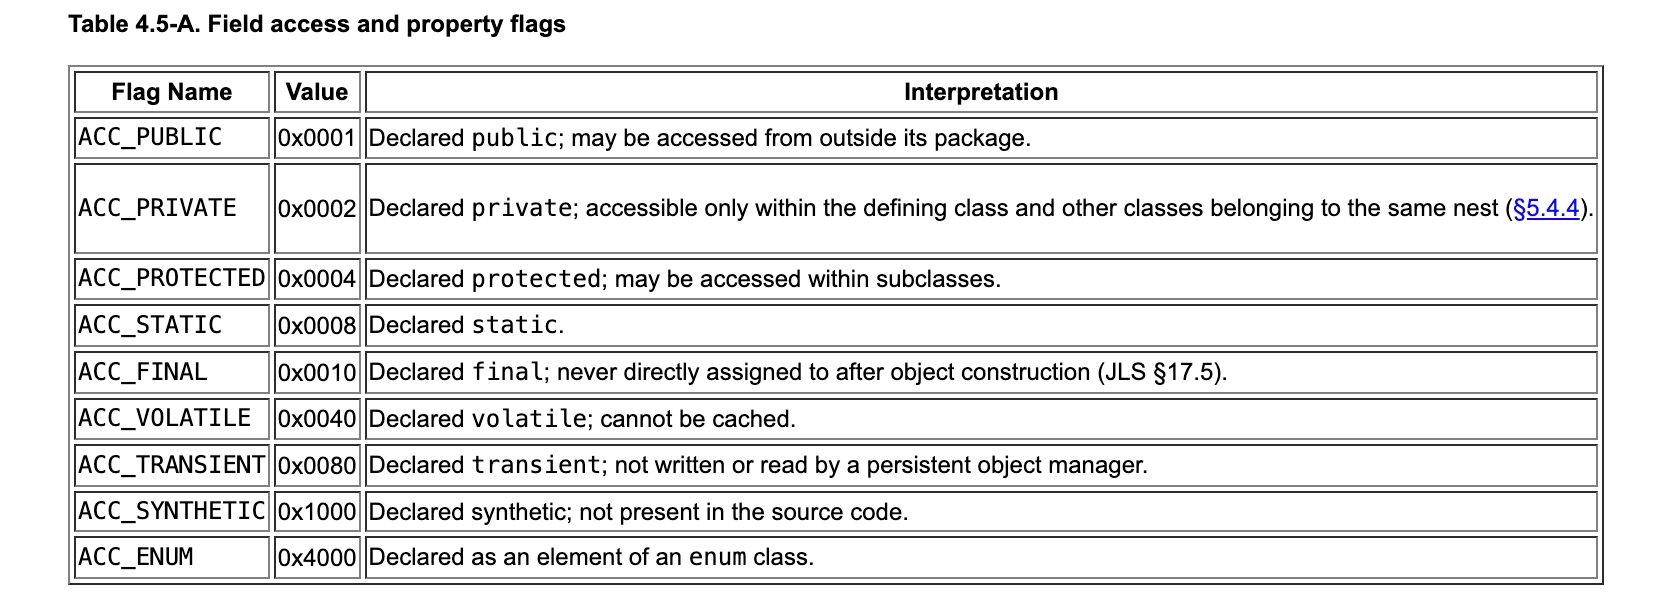 Table 4.5-A. Field access and property flags
Flag Name Value Interpretation
ACC_PUBLIC 0x0001 Declared public; may be accessed from outside its package.
ACC_PRIVATE 0x0002 Declared private; accessible only within the defining class and other classes belonging to the same nest (§5.4.4).
ACC_PROTECTED 0x0004 Declared protected; may be accessed within subclasses.
ACC_STATIC 0x0008 Declared static.
ACC_FINAL 0x0010 Declared final; never directly assigned to after object construction (JLS §17.5).
ACC_VOLATILE 0x0040 Declared volatile; cannot be cached.
ACC_TRANSIENT 0x0080 Declared transient; not written or read by a persistent object manager.
ACC_SYNTHETIC 0x1000 Declared synthetic; not present in the source code.
ACC_ENUM 0x4000 Declared as an element of an enum class.